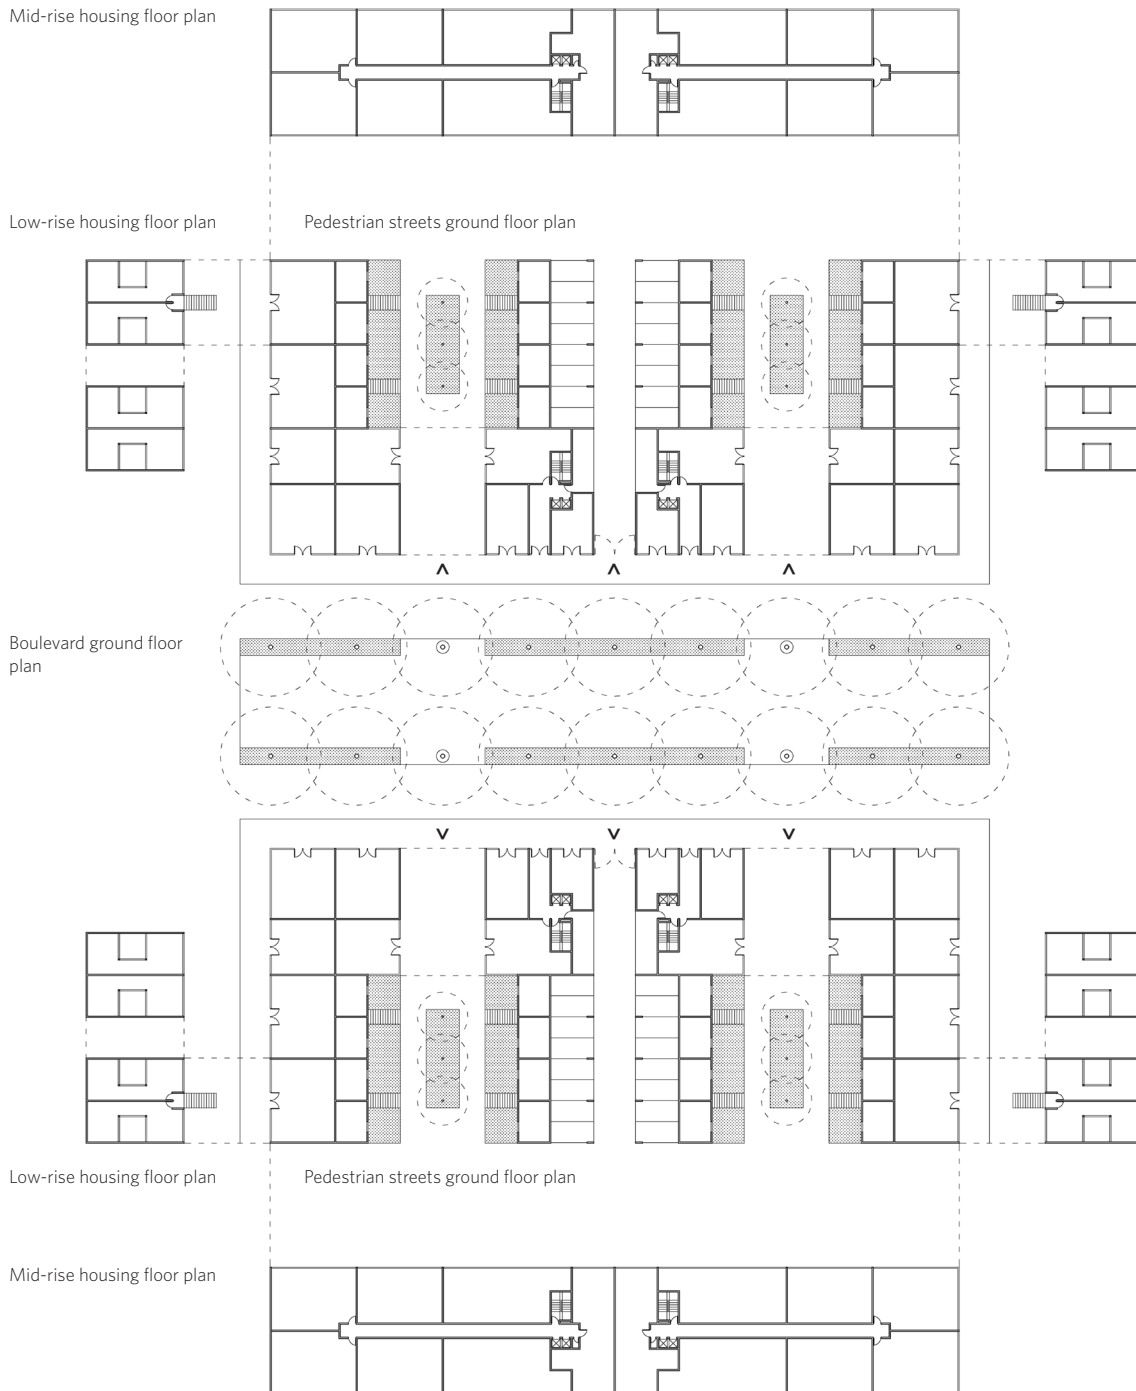 Mid-rise housing floor plan
Low-rise housing floor plan
Pedestrian streets ground floor plan
Boulevard ground floor
plan
Low-rise housing floor plan
Pedestrian streets ground floor plan
Mid-rise housing floor plan